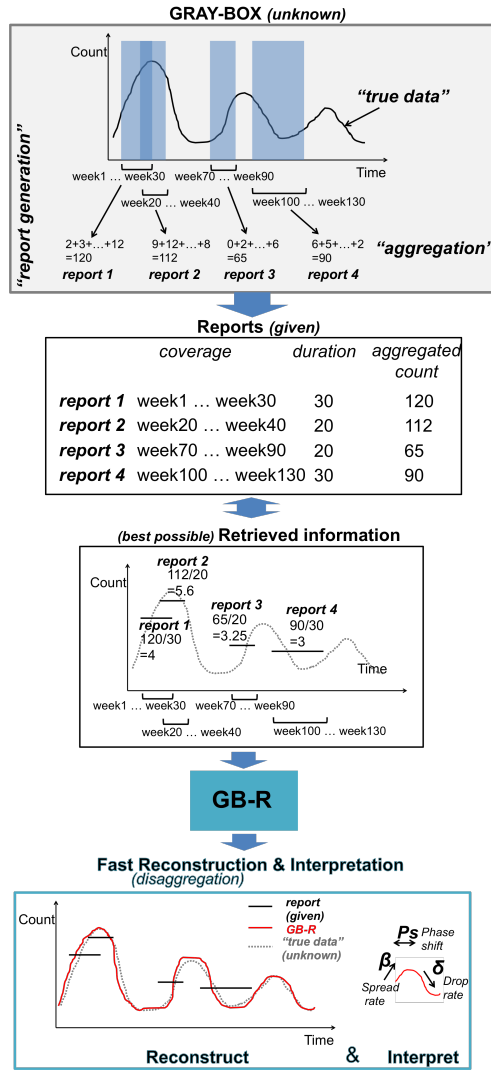 GRAY-BOX (unknown)
Count
"true data"
"report generation"
Time
week1 ... week30
week70 ... week90
week20 ... week40
week100 ... week130
2+3+...+12
=120
report 1
9+12+...+8
=112
report 2
0+2+...+6
=65
report 3
6+5+...+2
=90
report 4
"aggregation"
Reports (given)
coverage duration aggregated count
report 1 week1 ... week30 30 120
report 2 week20 ... week40 20 112
report 3 week70 ... week90 20 65
report 4 week100 ... week130 30 90
(best possible) Retrieved information
Count
report 2
112/20
=5.6
report 1
120/30
=4
report 3
65/20
=3.25
report 4
90/30
=3
Time
week1 ... week30
week70 ... week90
week20 ... week40
week100 ... week130
GB-R
Fast Reconstruction & Interpretation
(disaggregation)
Count
report
(given)
GB-R
"true data"
(unknown)
Time
Ps Phase shift
β
Spread rate
δ
Drop rate
Reconstruct & Interpret